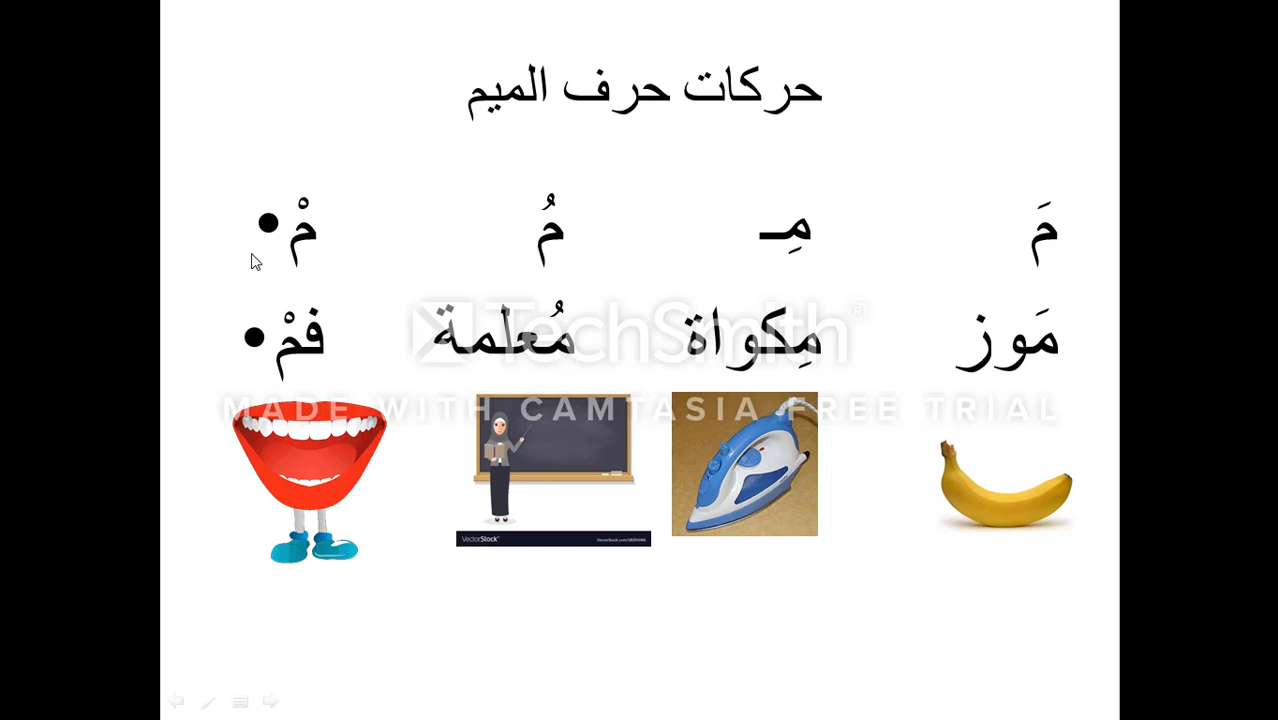 حركات حرف الميم
مَ مِـ مُ مْ •
مَوز مِكواة مُعلمة فمْ •
TechSmith®
MADE WITH CAMTASIA FREE TRIAL
VectorStock®